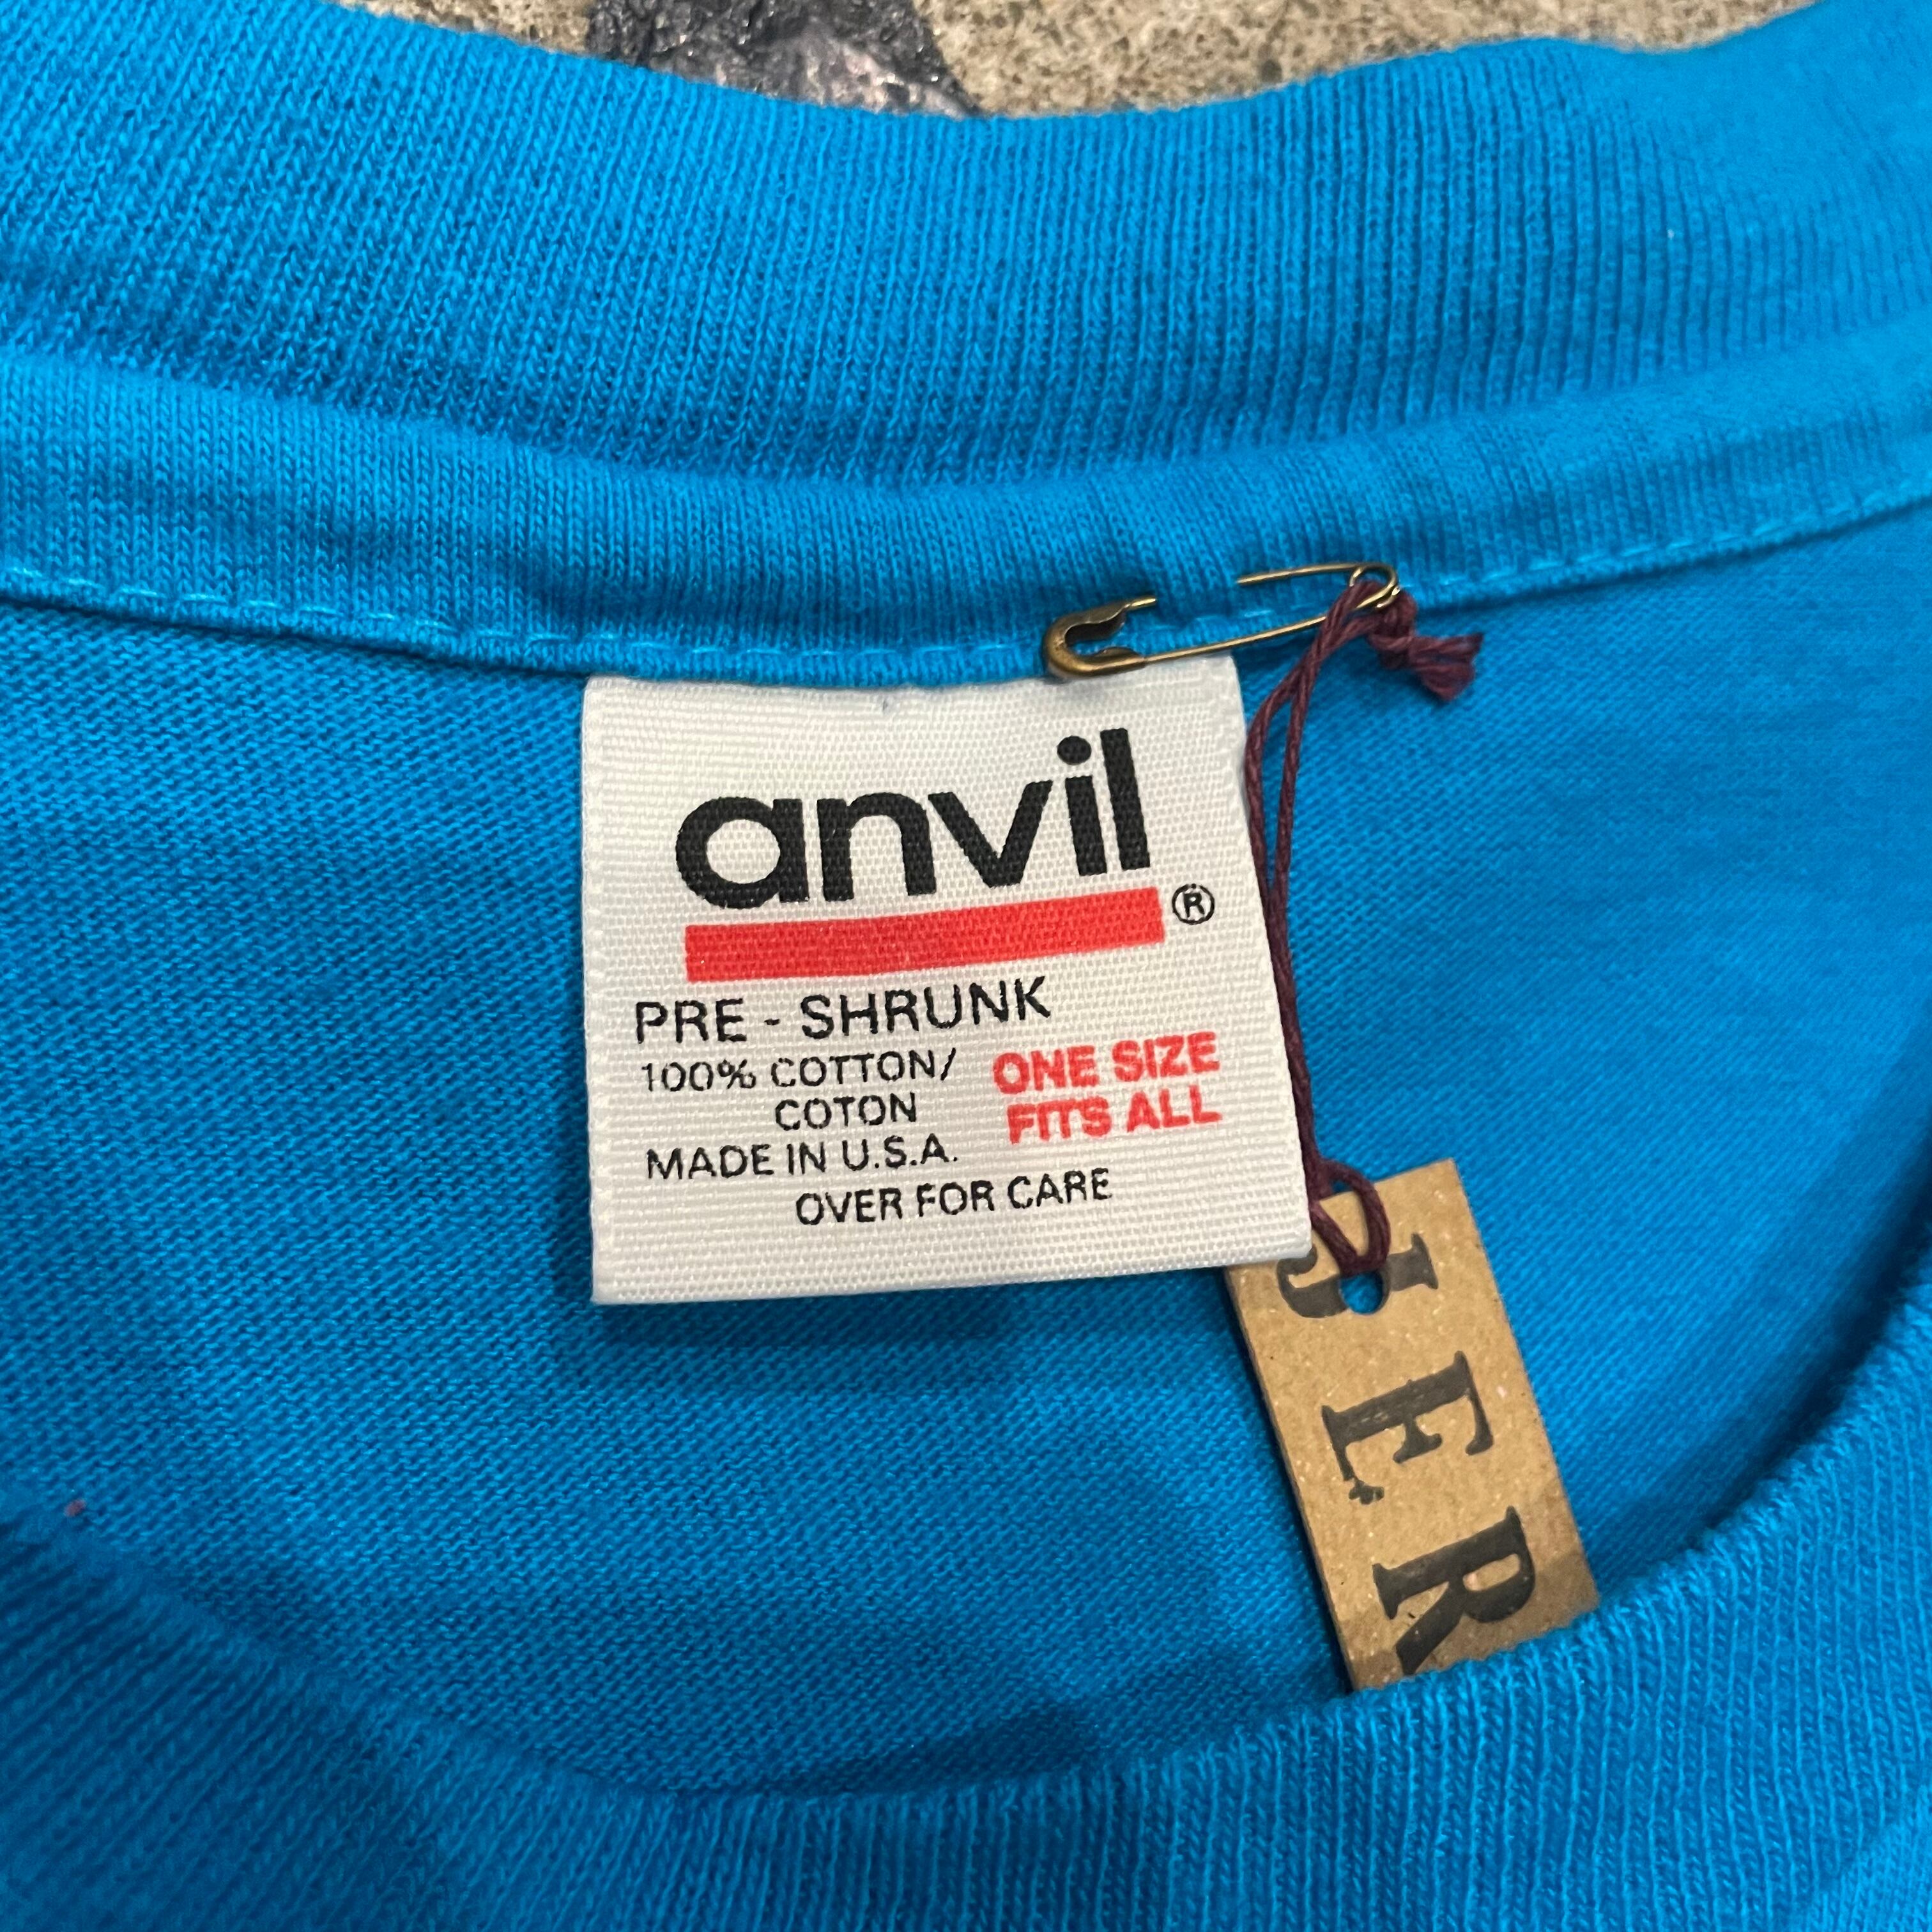 anvil ®
PRE - SHRUNK
100% COTTON/
COTON
ONE SIZE
FITS ALL
MADE IN U.S.A.
OVER FOR CARE